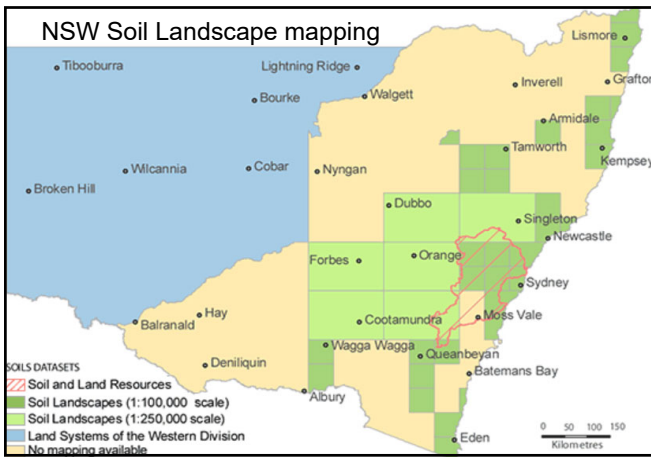 NSW Soil Landscape mapping
Lismore
Tibooburra
Lightning Ridge
Grafton
Inverell
Walgett
Bourke
Armidale
Tamworth
Kempsey
Cobar
Wilcannia
Nyngan
Broken Hill
Dubbo
Singleton
Newcastle
Orange
Forbes
Sydney
Hay
Moss Vale
Balranald
Cootamundra
Wagga Wagga
Queanbeyan
Deniliquin
Batemans Bay
Albury
Eden
SOILS DATASETS
Soil and Land Resources
Soil Landscapes (1:100,000 scale)
Soil Landscapes (1:250,000 scale)
Land Systems of the Western Division
No mapping available
0 50 100 150
Kilometres